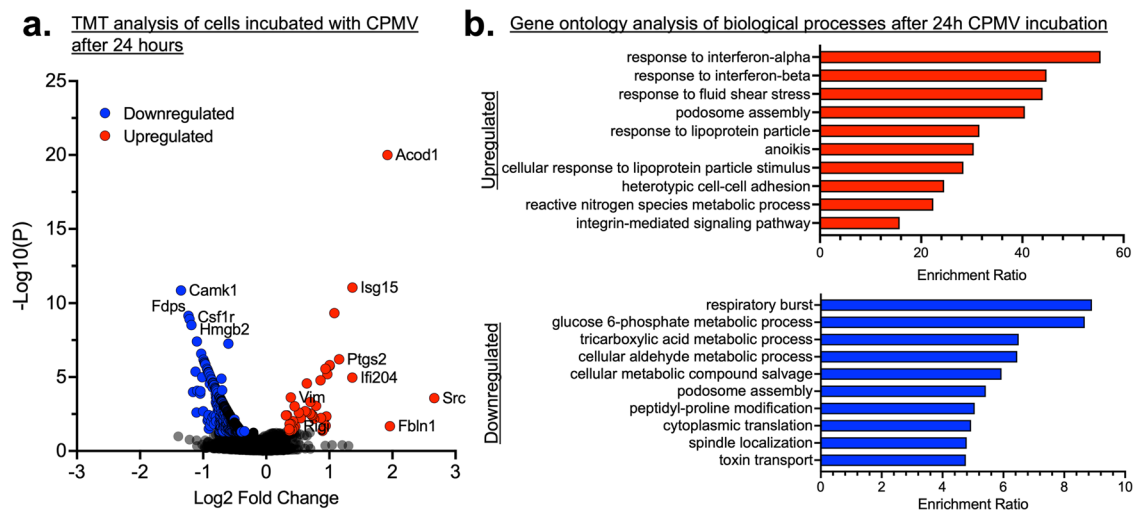 a. TMT analysis of cells incubated with CPMV
after 24 hours
25
20
15
10
5
0
-Log10(P)
Downregulated
Upregulated
Acod1
Camk1
Isg15
Fdps
Csf1r
Hmgb2
Ptgs2
Ifi204
Vim
Src
Rigi
Fbln1
-3 -2 -1 0 1 2 3
Log2 Fold Change
b. Gene ontology analysis of biological processes after 24h CPMV incubation
Upregulated
response to interferon-alpha
response to interferon-beta
response to fluid shear stress
podosome assembly
response to lipoprotein particle
anoikis
cellular response to lipoprotein particle stimulus
heterotypic cell-cell adhesion
reactive nitrogen species metabolic process
integrin-mediated signaling pathway
0 20 40 60
Enrichment Ratio
Downregulated
respiratory burst
glucose 6-phosphate metabolic process
tricarboxylic acid metabolic process
cellular aldehyde metabolic process
cellular metabolic compound salvage
podosome assembly
peptidyl-proline modification
cytoplasmic translation
spindle localization
toxin transport
0 2 4 6 8 10
Enrichment Ratio